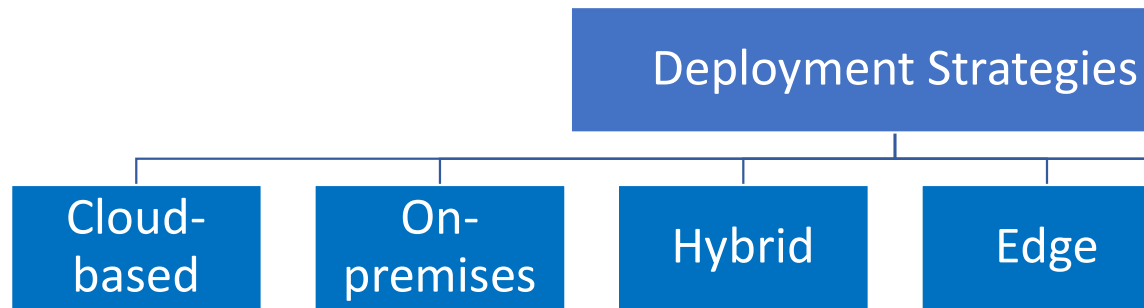 Deployment Strategies
Cloud-
based
On-
premises
Hybrid
Edge